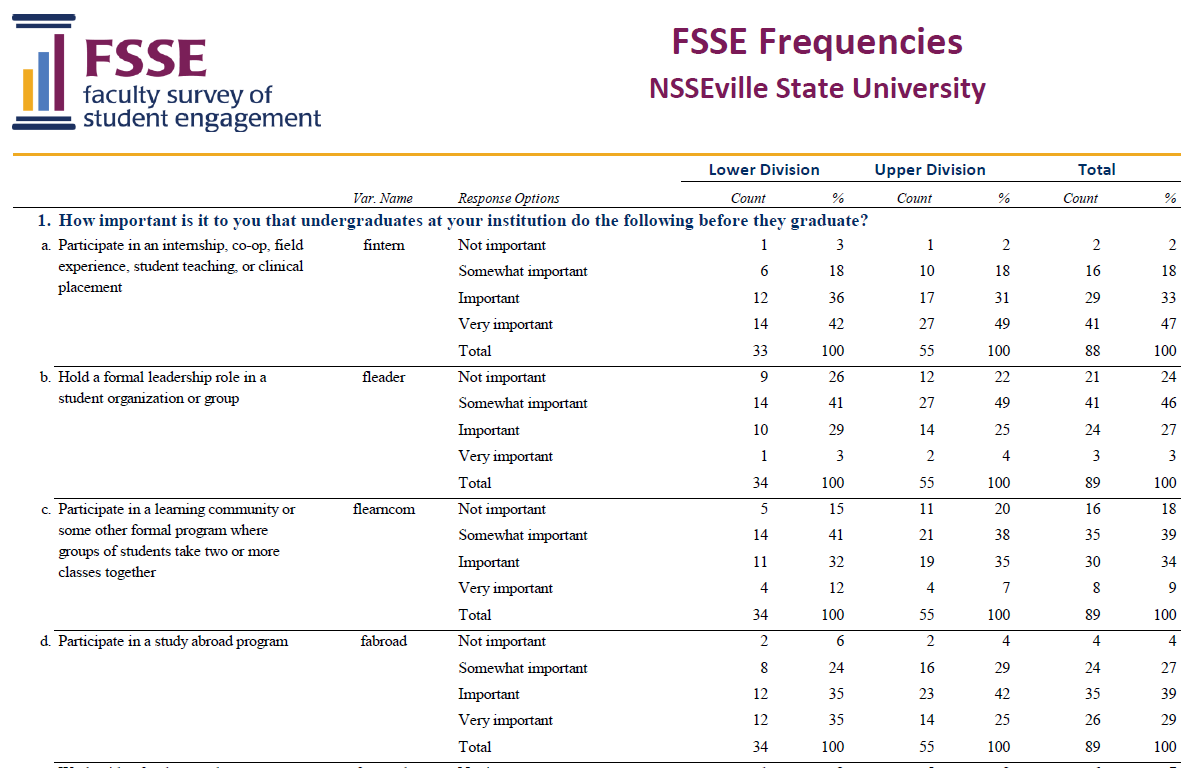 FSSE
faculty survey of
student engagement
FSSE Frequencies
NSSEville State University
Lower Division Upper Division Total
Var. Name Response Options Count % Count % Count %
1. How important is it to you that undergraduates at your institution do the following before they graduate?
a. Participate in an internship, co-op, field fintern Not important 1 3 1 2 2 2
experience, student teaching, or clinical Somewhat important 6 18 10 18 16 18
placement Important 12 36 17 31 29 33
Very important 14 42 27 49 41 47
Total 33 100 55 100 88 100
b. Hold a formal leadership role in a fleader Not important 9 26 12 22 21 24
student organization or group Somewhat important 14 41 27 49 41 46
Important 10 29 14 25 24 27
Very important 1 3 2 4 3 3
Total 34 100 55 100 89 100
c. Participate in a learning community or flearncom Not important 5 15 11 20 16 18
some other formal program where Somewhat important 14 41 21 38 35 39
groups of students take two or more Important 11 32 19 35 30 34
classes together Very important 4 12 4 7 8 9
Total 34 100 55 100 89 100
d. Participate in a study abroad program fabroad Not important 2 6 2 4 4 4
Somewhat important 8 24 16 29 24 27
Important 12 35 23 42 35 39
Very important 12 35 14 25 26 29
Total 34 100 55 100 89 100